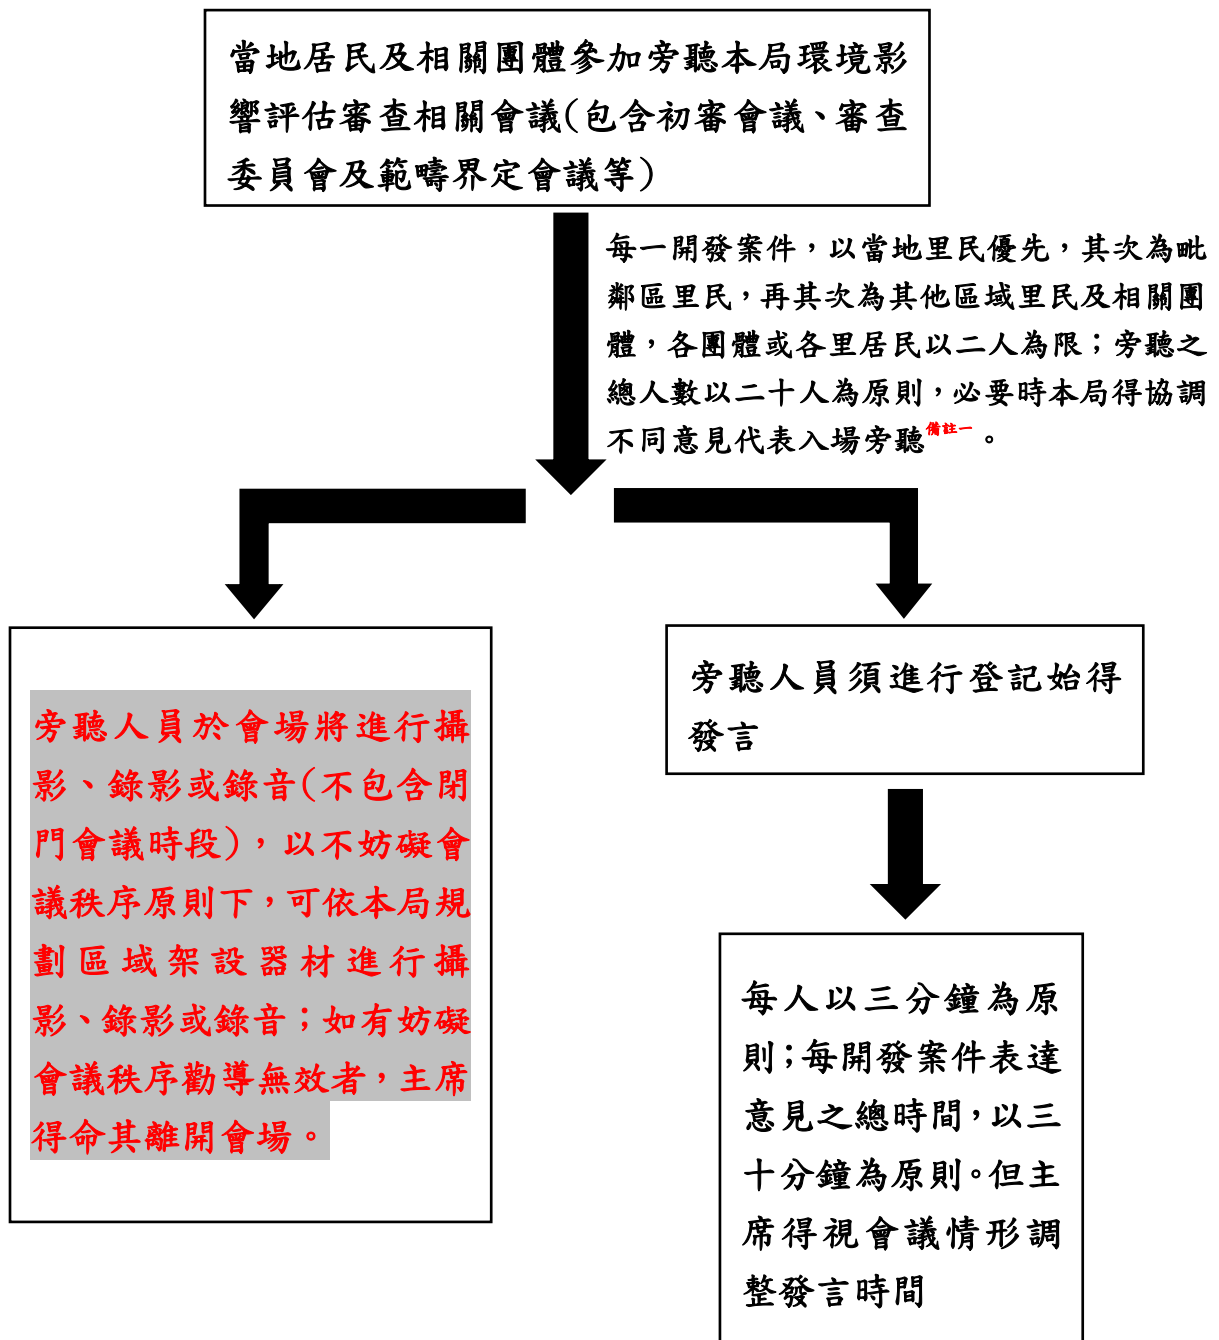 當地居民及相關團體參加旁聽本局環境影
響評估審查相關會議(包含初審會議、審查
委員會及範疇界定會議等)
每一開發案件，以當地里民優先，其次為毗
鄰區里民，再其次為其他區域里民及相關團
體，各團體或各里居民以二人為限；旁聽之
總人數以二十人為原則，必要時本局得協調
不同意見代表入場旁聽備註一。
旁聽人員於會場將進行攝
影、錄影或錄音(不包含閉
門會議時段)，以不妨礙會
議秩序原則下，可依本局規
劃區域架設器材進行攝
影、錄影或錄音；如有妨礙
會議秩序勸導無效者，主席
得命其離開會場。
旁聽人員須進行登記始得
發言
每人以三分鐘為原
則；每開發案件表達
意見之總時間，以三
十分鐘為原則。但主
席得視會議情形調
整發言時間